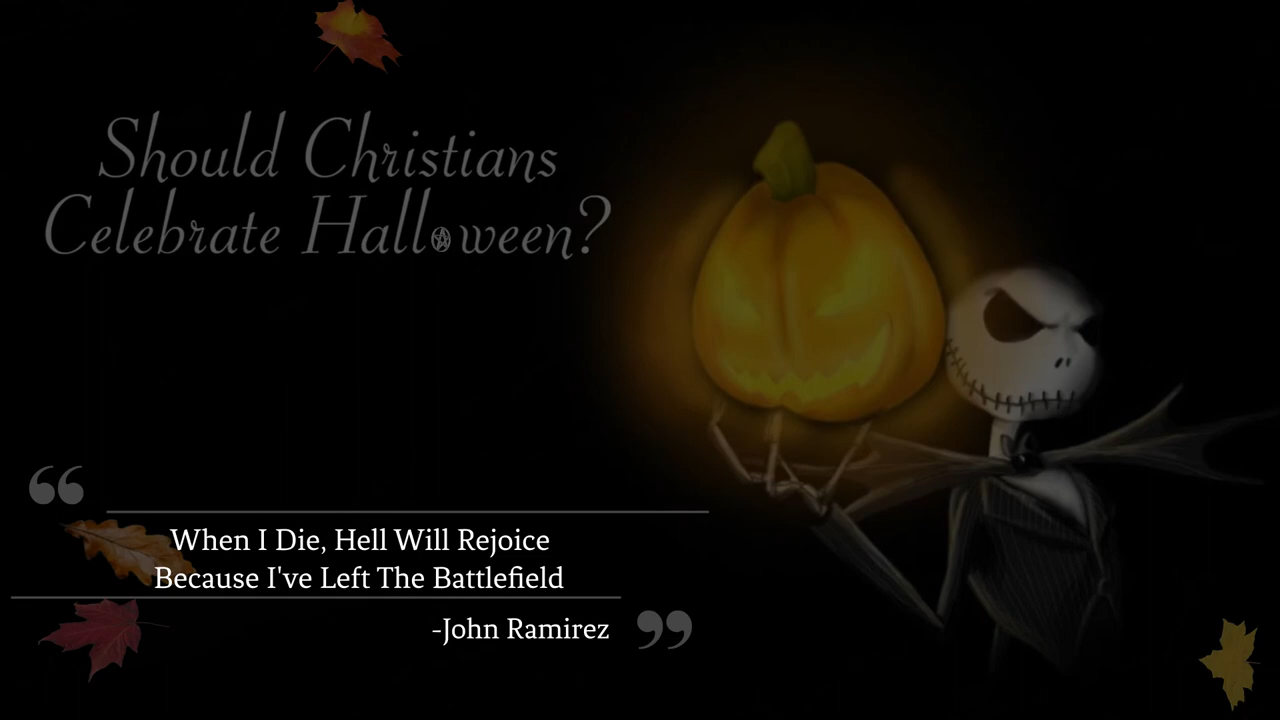 Should Christians
Celebrate Halloween?
“
When I Die, Hell Will Rejoice
Because I've Left The Battlefield
-John Ramirez ”